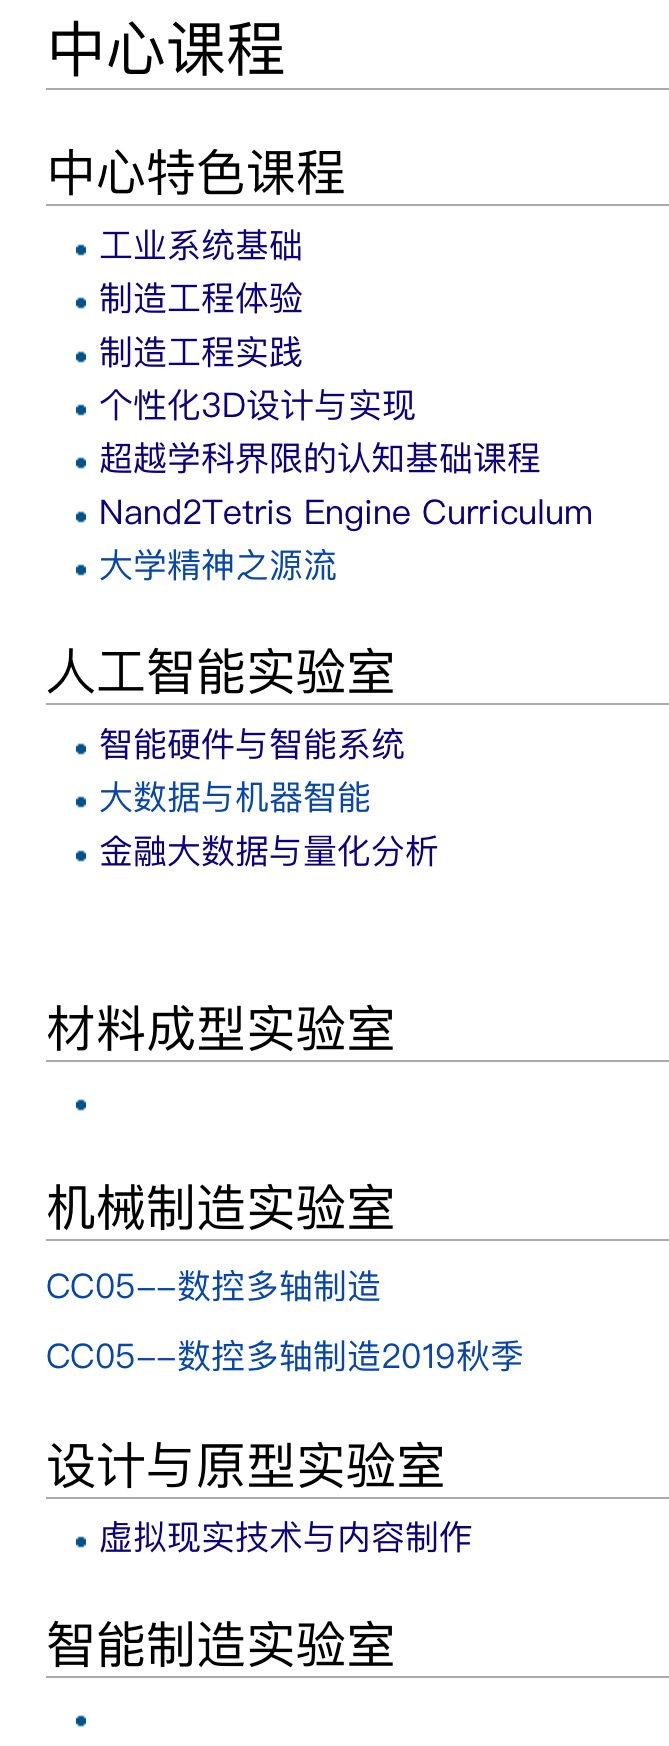 中心课程
中心特色课程
工业系统基础
制造工程体验
制造工程实践
个性化3D设计与实现
超越学科界限的认知基础课程
Nand2Tetris Engine Curriculum
大学精神之源流
人工智能实验室
智能硬件与智能系统
大数据与机器智能
金融大数据与量化分析
材料成型实验室
机械制造实验室
CC05--数控多轴制造
CC05--数控多轴制造2019秋季
设计与原型实验室
虚拟现实技术与内容制作
智能制造实验室